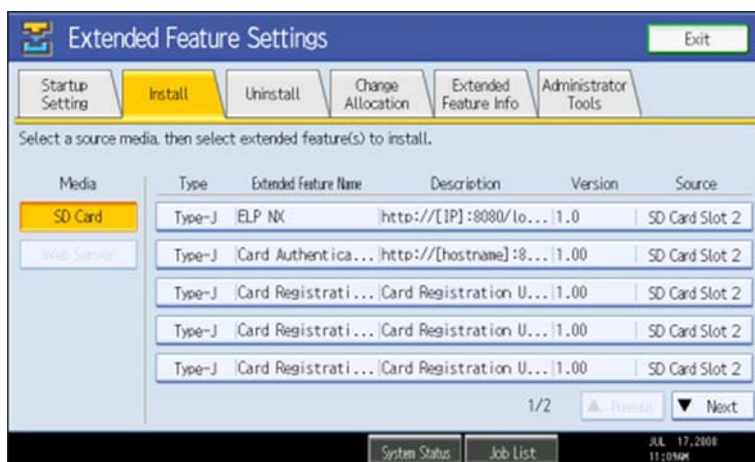 Extended Feature Settings
Exit
Startup Setting
Install
Uninstall
Change Allocation
Extended Feature Info
Administrator Tools
Select a source media, then select extended feature(s) to install.
Media Type Extended Feature Name Description Version Source
SD Card
Web Server
Type-J ELP NX http://[IP]:8080/lo... 1.0 SD Card Slot 2
Type-J Card Authentica... http://[hostname]:8... 1.00 SD Card Slot 2
Type-J Card Registrati... Card Registration U... 1.00 SD Card Slot 2
Type-J Card Registrati... Card Registration U... 1.00 SD Card Slot 2
Type-J Card Registrati... Card Registration U... 1.00 SD Card Slot 2
1/2 ▲ Previous ▼ Next
System Status Job List
JUL 17,2008
11:09AM